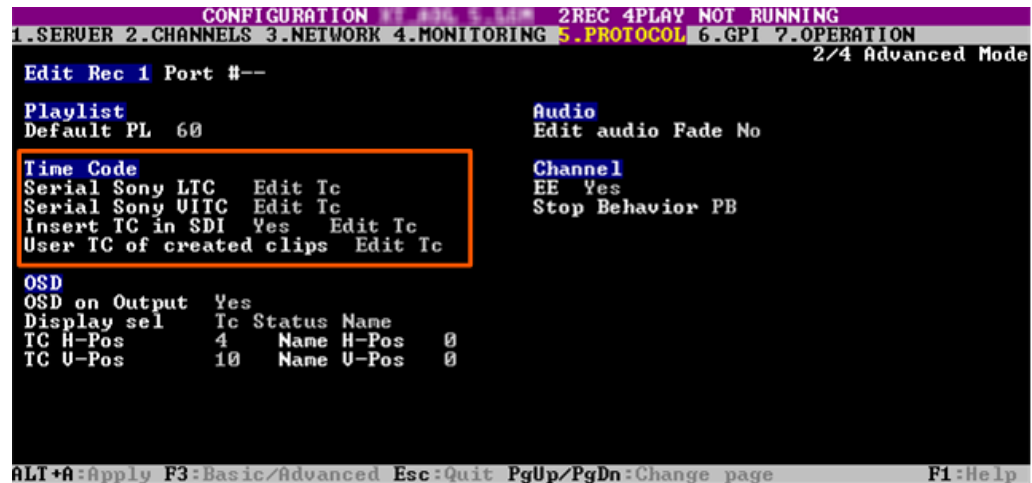 CONFIGURATION 2REC 4PLAY NOT RUNNING
1.SERVER 2.CHANNELS 3.NETWORK 4.MONITORING 5.PROTOCOL 6.GPI 7.OPERATION
2/4 Advanced Mode
Edit Rec 1 Port #--
Playlist
Default PL 60
Audio
Edit audio Fade No
Time Code
Serial Sony LTC Edit Tc
Serial Sony VITC Edit Tc
Insert TC in SDI Yes Edit Tc
User TC of created clips Edit Tc
Channel
EE Yes
Stop Behavior PB
OSD
OSD on Output Yes
Display sel Tc Status Name
TC H-Pos 4 Name H-Pos 0
TC V-Pos 10 Name V-Pos 0
ALT+A:Apply F3:Basic/Advanced Esc:Quit PgUp/PgDn:Change page F1:Help